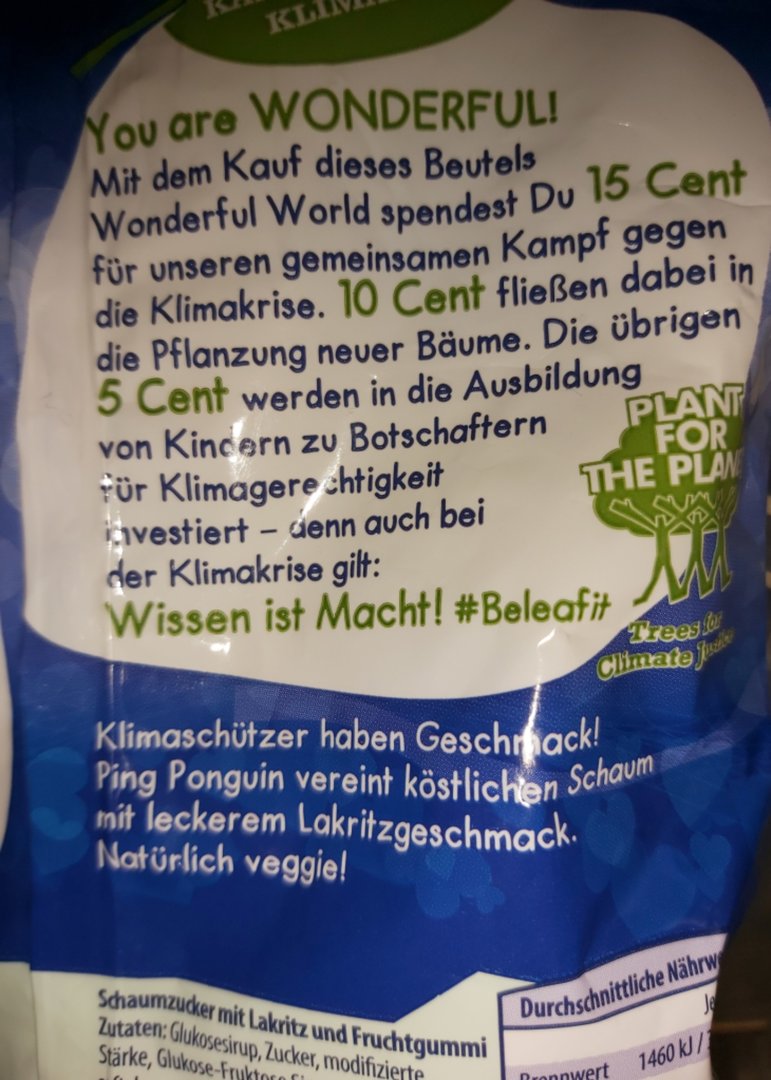 KLIMA
You are WONDERFUL!
Mit dem Kauf dieses Beutels
Wonderful World spendest Du 15 Cent
für unseren gemeinsamen Kampf gegen
die Klimakrise. 10 Cent fließen dabei in
die Pflanzung neuer Bäume. Die übrigen
5 Cent werden in die Ausbildung
von Kindern zu Botschaftern
für Klimagerechtigkeit
investiert – denn auch bei
der Klimakrise gilt:
Wissen ist Macht! #Beleafit
PLANT
FOR
THE PLAN
Trees for
Climate Justice
Klimaschützer haben Geschmack!
Ping Ponguin vereint köstlichen Schaum
mit leckerem Lakritzgeschmack.
Natürlich veggie!
Schaumzucker mit Lakritz und Fruchtgummi
Zutaten: Glukosesirup, Zucker, modifizierte
Stärke, Glukose-Fruktose
Durchschnittliche Nährwe
Je
Brennwert 1460 kJ /